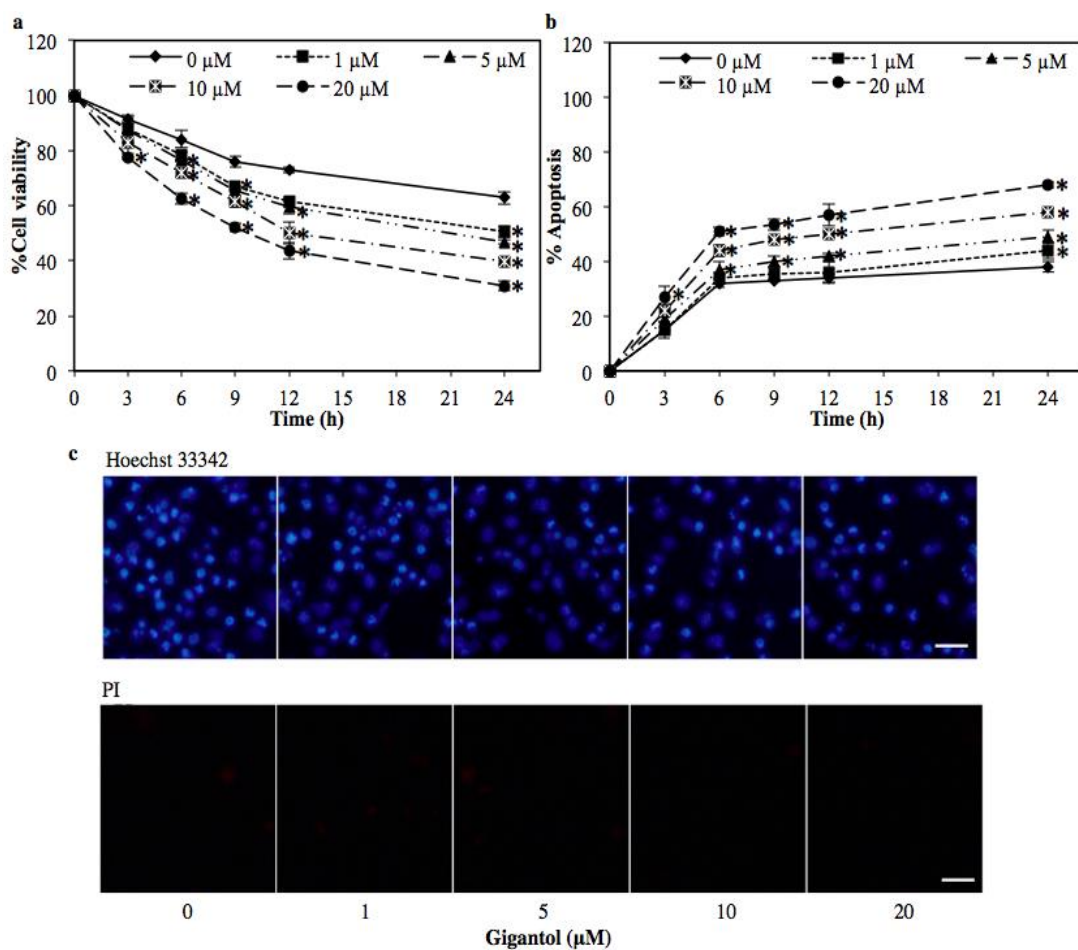 a
120
100
80
60
40
20
0
%Cell viability
0 µM 1 µM 5 µM
10 µM 20 µM
* * * * * * * * * * * * * * *
0 3 6 9 12 15 18 21 24
Time (h)
b
120
100
80
60
40
20
0
% Apoptosis
0 µM 1 µM 5 µM
10 µM 20 µM
* * * * * * * * * * * * * *
0 3 6 9 12 15 18 21 24
Time (h)
c
Hoechst 33342
PI
0 1 5 10 20
Gigantol (µM)